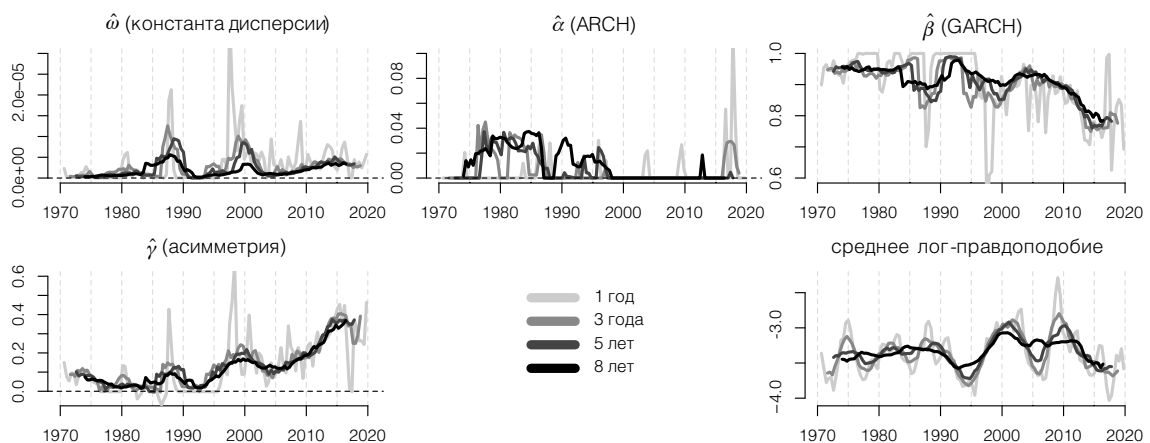 ω̂ (константа дисперсии)
α̂ (ARCH)
β̂ (GARCH)
0.0e+00 2.0e−05
0.00 0.04 0.08
0.6 0.8 1.0
1970 1980 1990 2000 2010 2020
1970 1980 1990 2000 2010 2020
1970 1980 1990 2000 2010 2020
γ̂ (асимметрия)
среднее лог-правдоподобие
0.0 0.2 0.4 0.6
1 год
3 года
5 лет
8 лет
−4.0 −3.0
1970 1980 1990 2000 2010 2020
1970 1980 1990 2000 2010 2020